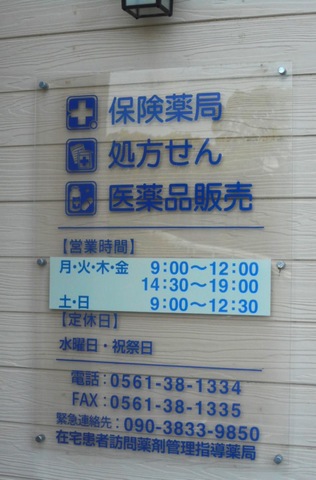 保険薬局
処方せん
医薬品販売
【営業時間】
月・火・木・金 9:00～12:00
14:30～19:00
土・日 9:00～12:30
【定休日】
水曜日・祝祭日
電話：0561-38-1334
FAX：0561-38-1335
緊急連絡先：090-3833-9850
在宅患者訪問薬剤管理指導薬局